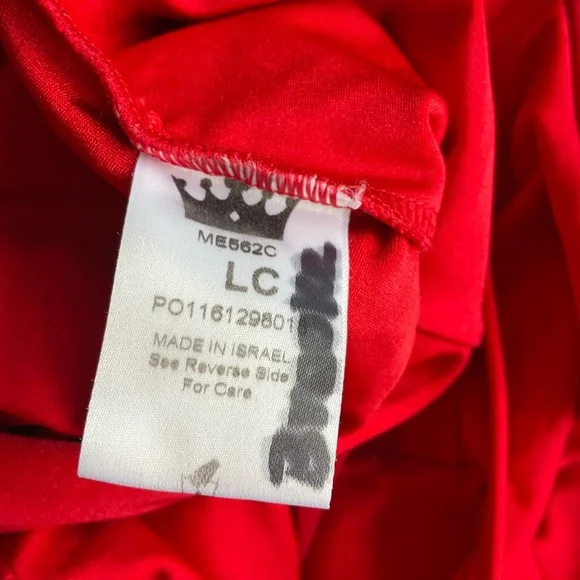 ME562C
LC
PO116129801
MADE IN ISRAEL
See Reverse Side
For Care